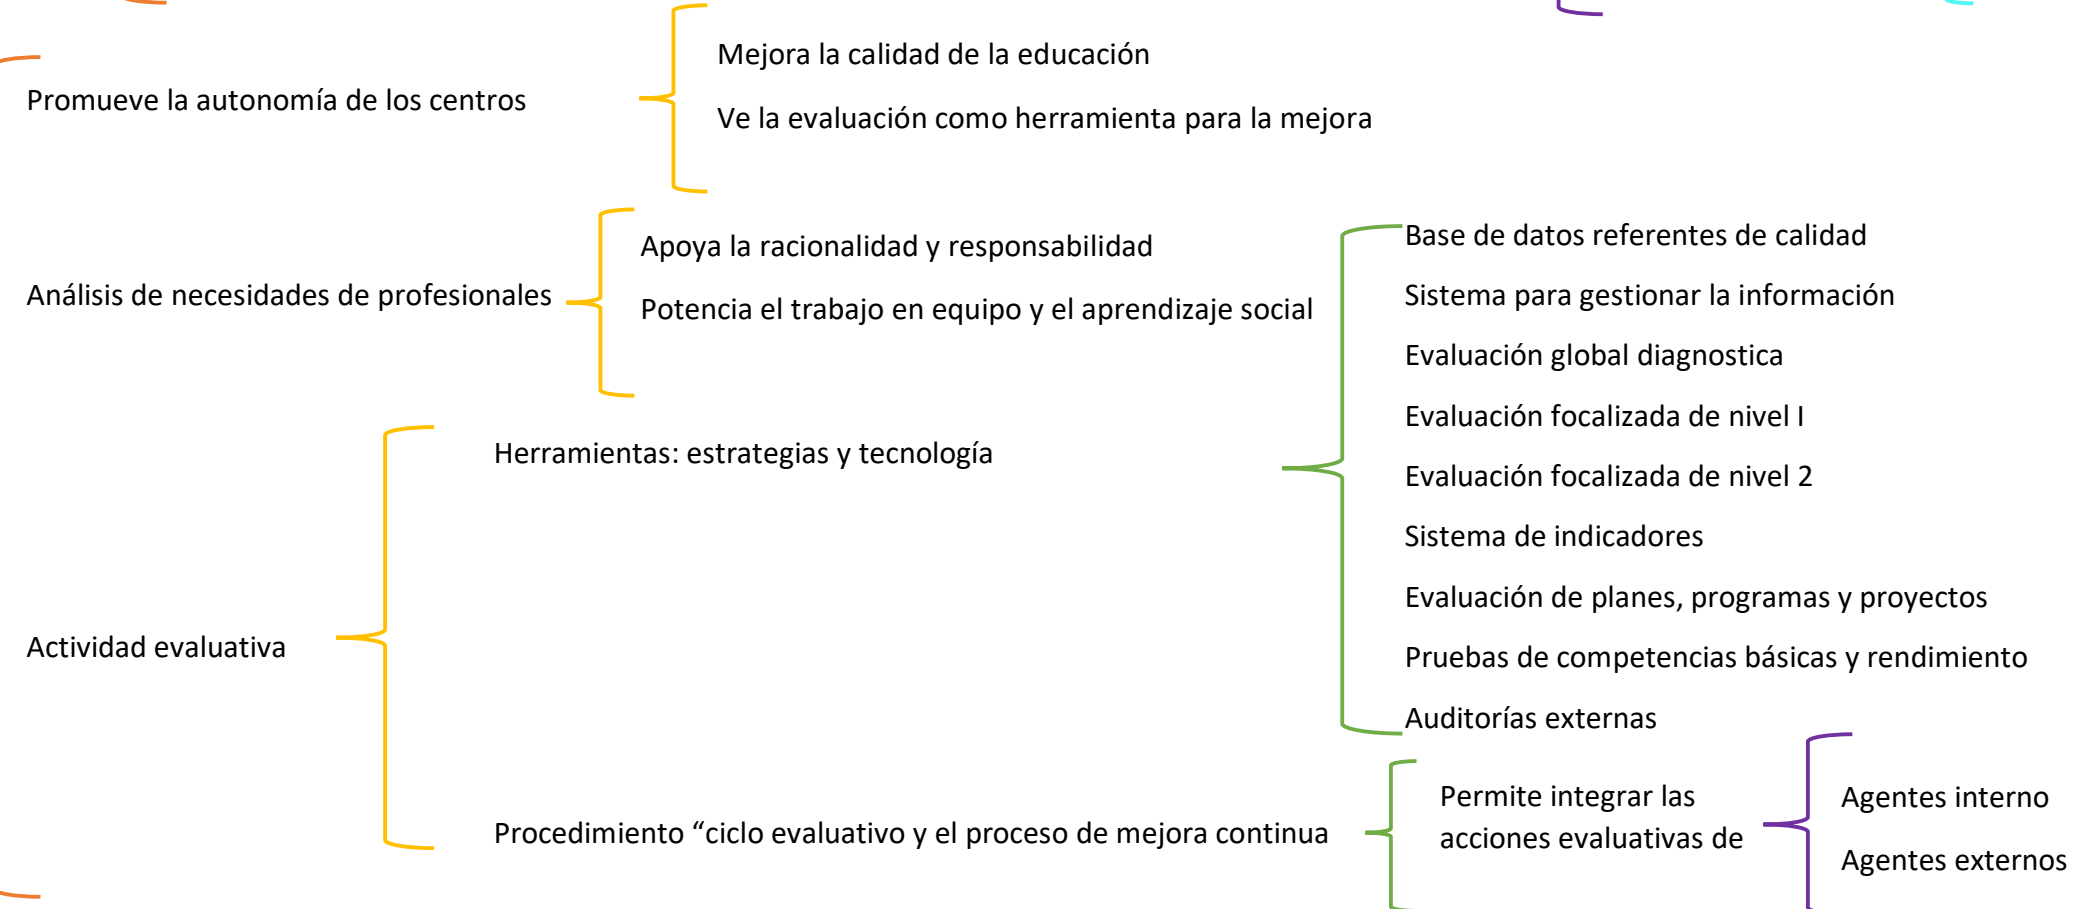 Promueve la autonomía de los centros
Mejora la calidad de la educación
Ve la evaluación como herramienta para la mejora
Análisis de necesidades de profesionales
Apoya la racionalidad y responsabilidad
Potencia el trabajo en equipo y el aprendizaje social
Actividad evaluativa
Herramientas: estrategias y tecnología
Base de datos referentes de calidad
Sistema para gestionar la información
Evaluación global diagnostica
Evaluación focalizada de nivel I
Evaluación focalizada de nivel 2
Sistema de indicadores
Evaluación de planes, programas y proyectos
Pruebas de competencias básicas y rendimiento
Auditorías externas
Procedimiento “ciclo evaluativo y el proceso de mejora continua
Permite integrar las
acciones evaluativas de
Agentes interno
Agentes externos